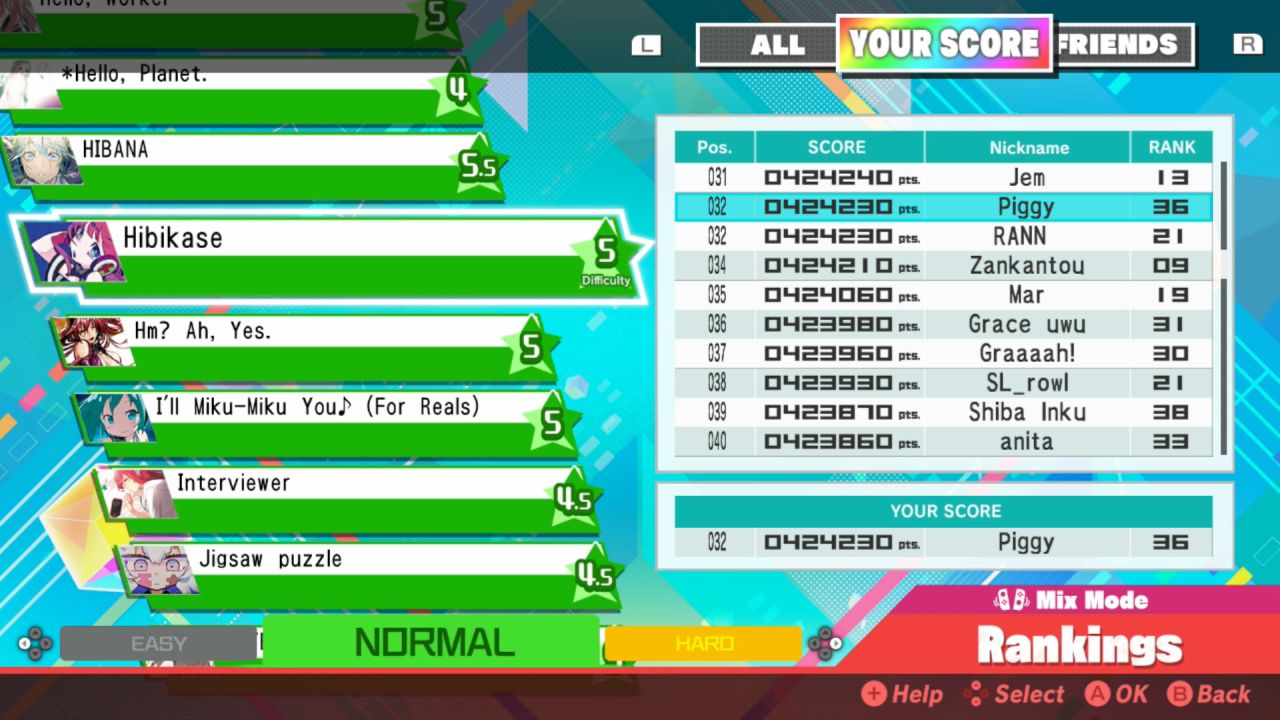 Hello, Worker
5
*Hello, Planet.
4
HIBANA
5.5
Hibikase
5
Difficulty
Hm? Ah, Yes.
5
I'll Miku-Miku You♪ (For Reals)
5
Interviewer
4.5
Jigsaw puzzle
4.5
EASY
NORMAL
HARD
L
ALL
YOUR SCORE
FRIENDS
R
Pos. SCORE Nickname RANK
031 0424240 pts. Jem 13
032 0424230 pts. Piggy 36
032 0424230 pts. RANN 21
034 0424210 pts. Zankantou 09
035 0424060 pts. Mar 19
036 0423980 pts. Grace uwu 31
037 0423960 pts. Graaaah! 30
038 0423930 pts. SL_rowl 21
039 0423870 pts. Shiba Inku 38
040 0423860 pts. anita 33
YOUR SCORE
032 0424230 pts. Piggy 36
Mix Mode
Rankings
+ Help Select A OK B Back